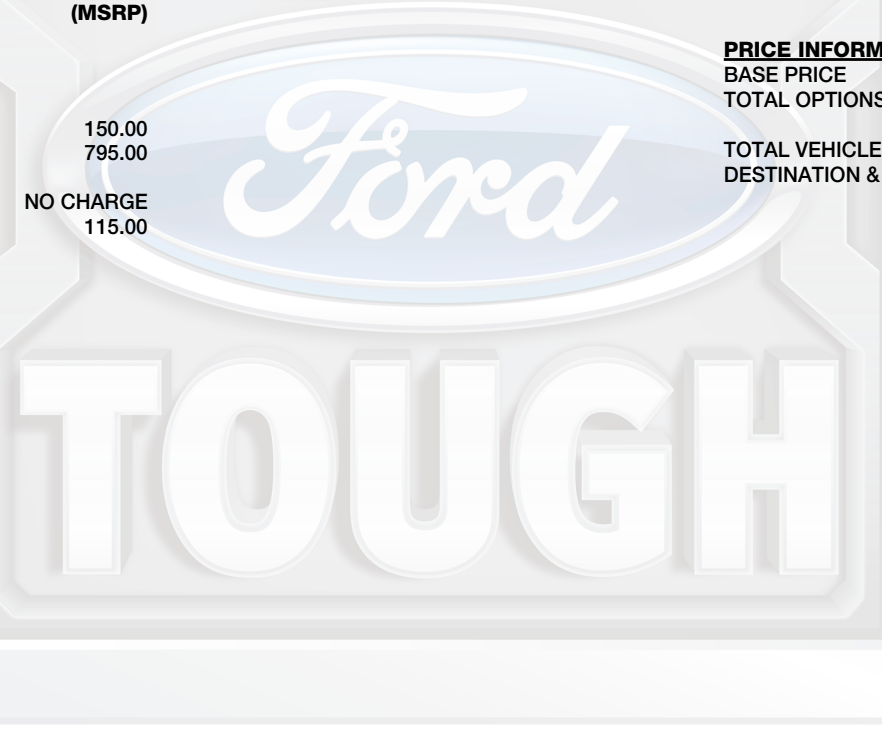 (MSRP)
150.00
795.00
NO CHARGE
115.00
PRICE INFORM
BASE PRICE
TOTAL OPTIONS
TOTAL VEHICLE
DESTINATION &
Ford
TOUGH